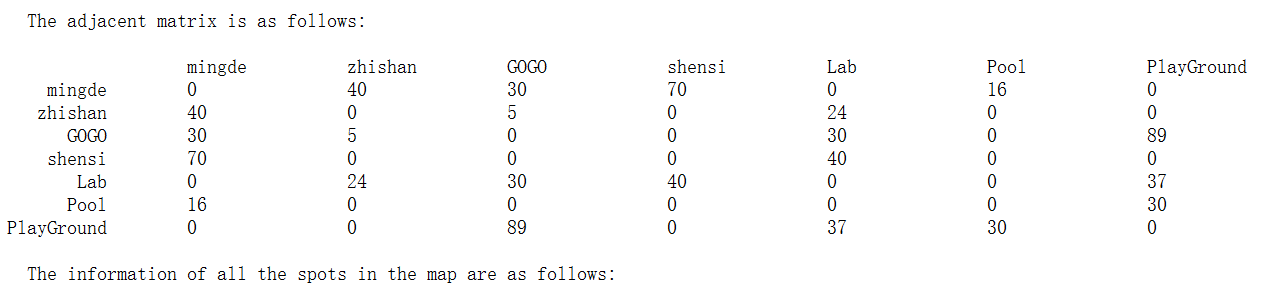 The adjacent matrix is as follows:
mingde zhishan GOGO shensi Lab Pool PlayGround
mingde 0 40 30 70 0 16 0
zhishan 40 0 5 0 24 0 0
GOGO 30 5 0 0 30 0 89
shensi 70 0 0 0 40 0 0
Lab 0 24 30 40 0 0 37
Pool 16 0 0 0 0 0 30
PlayGround 0 0 89 0 37 30 0
The information of all the spots in the map are as follows: